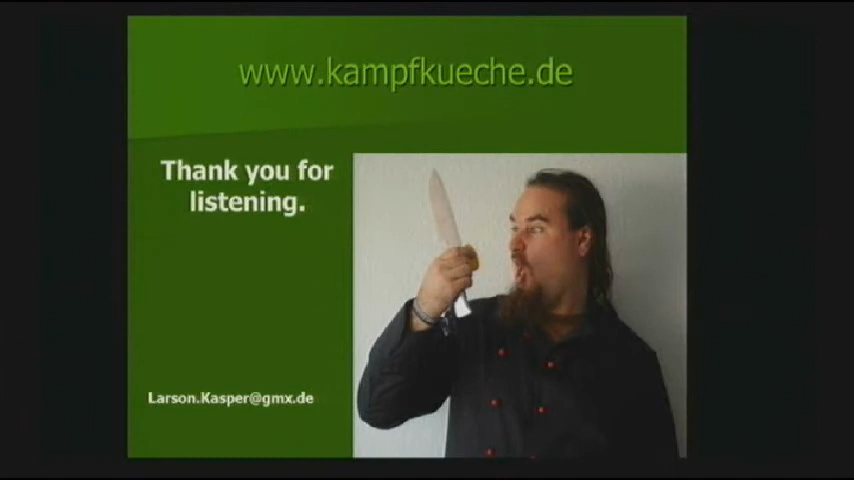 www.kampfkueche.de
Thank you for
listening.
Larson.Kasper@gmx.de